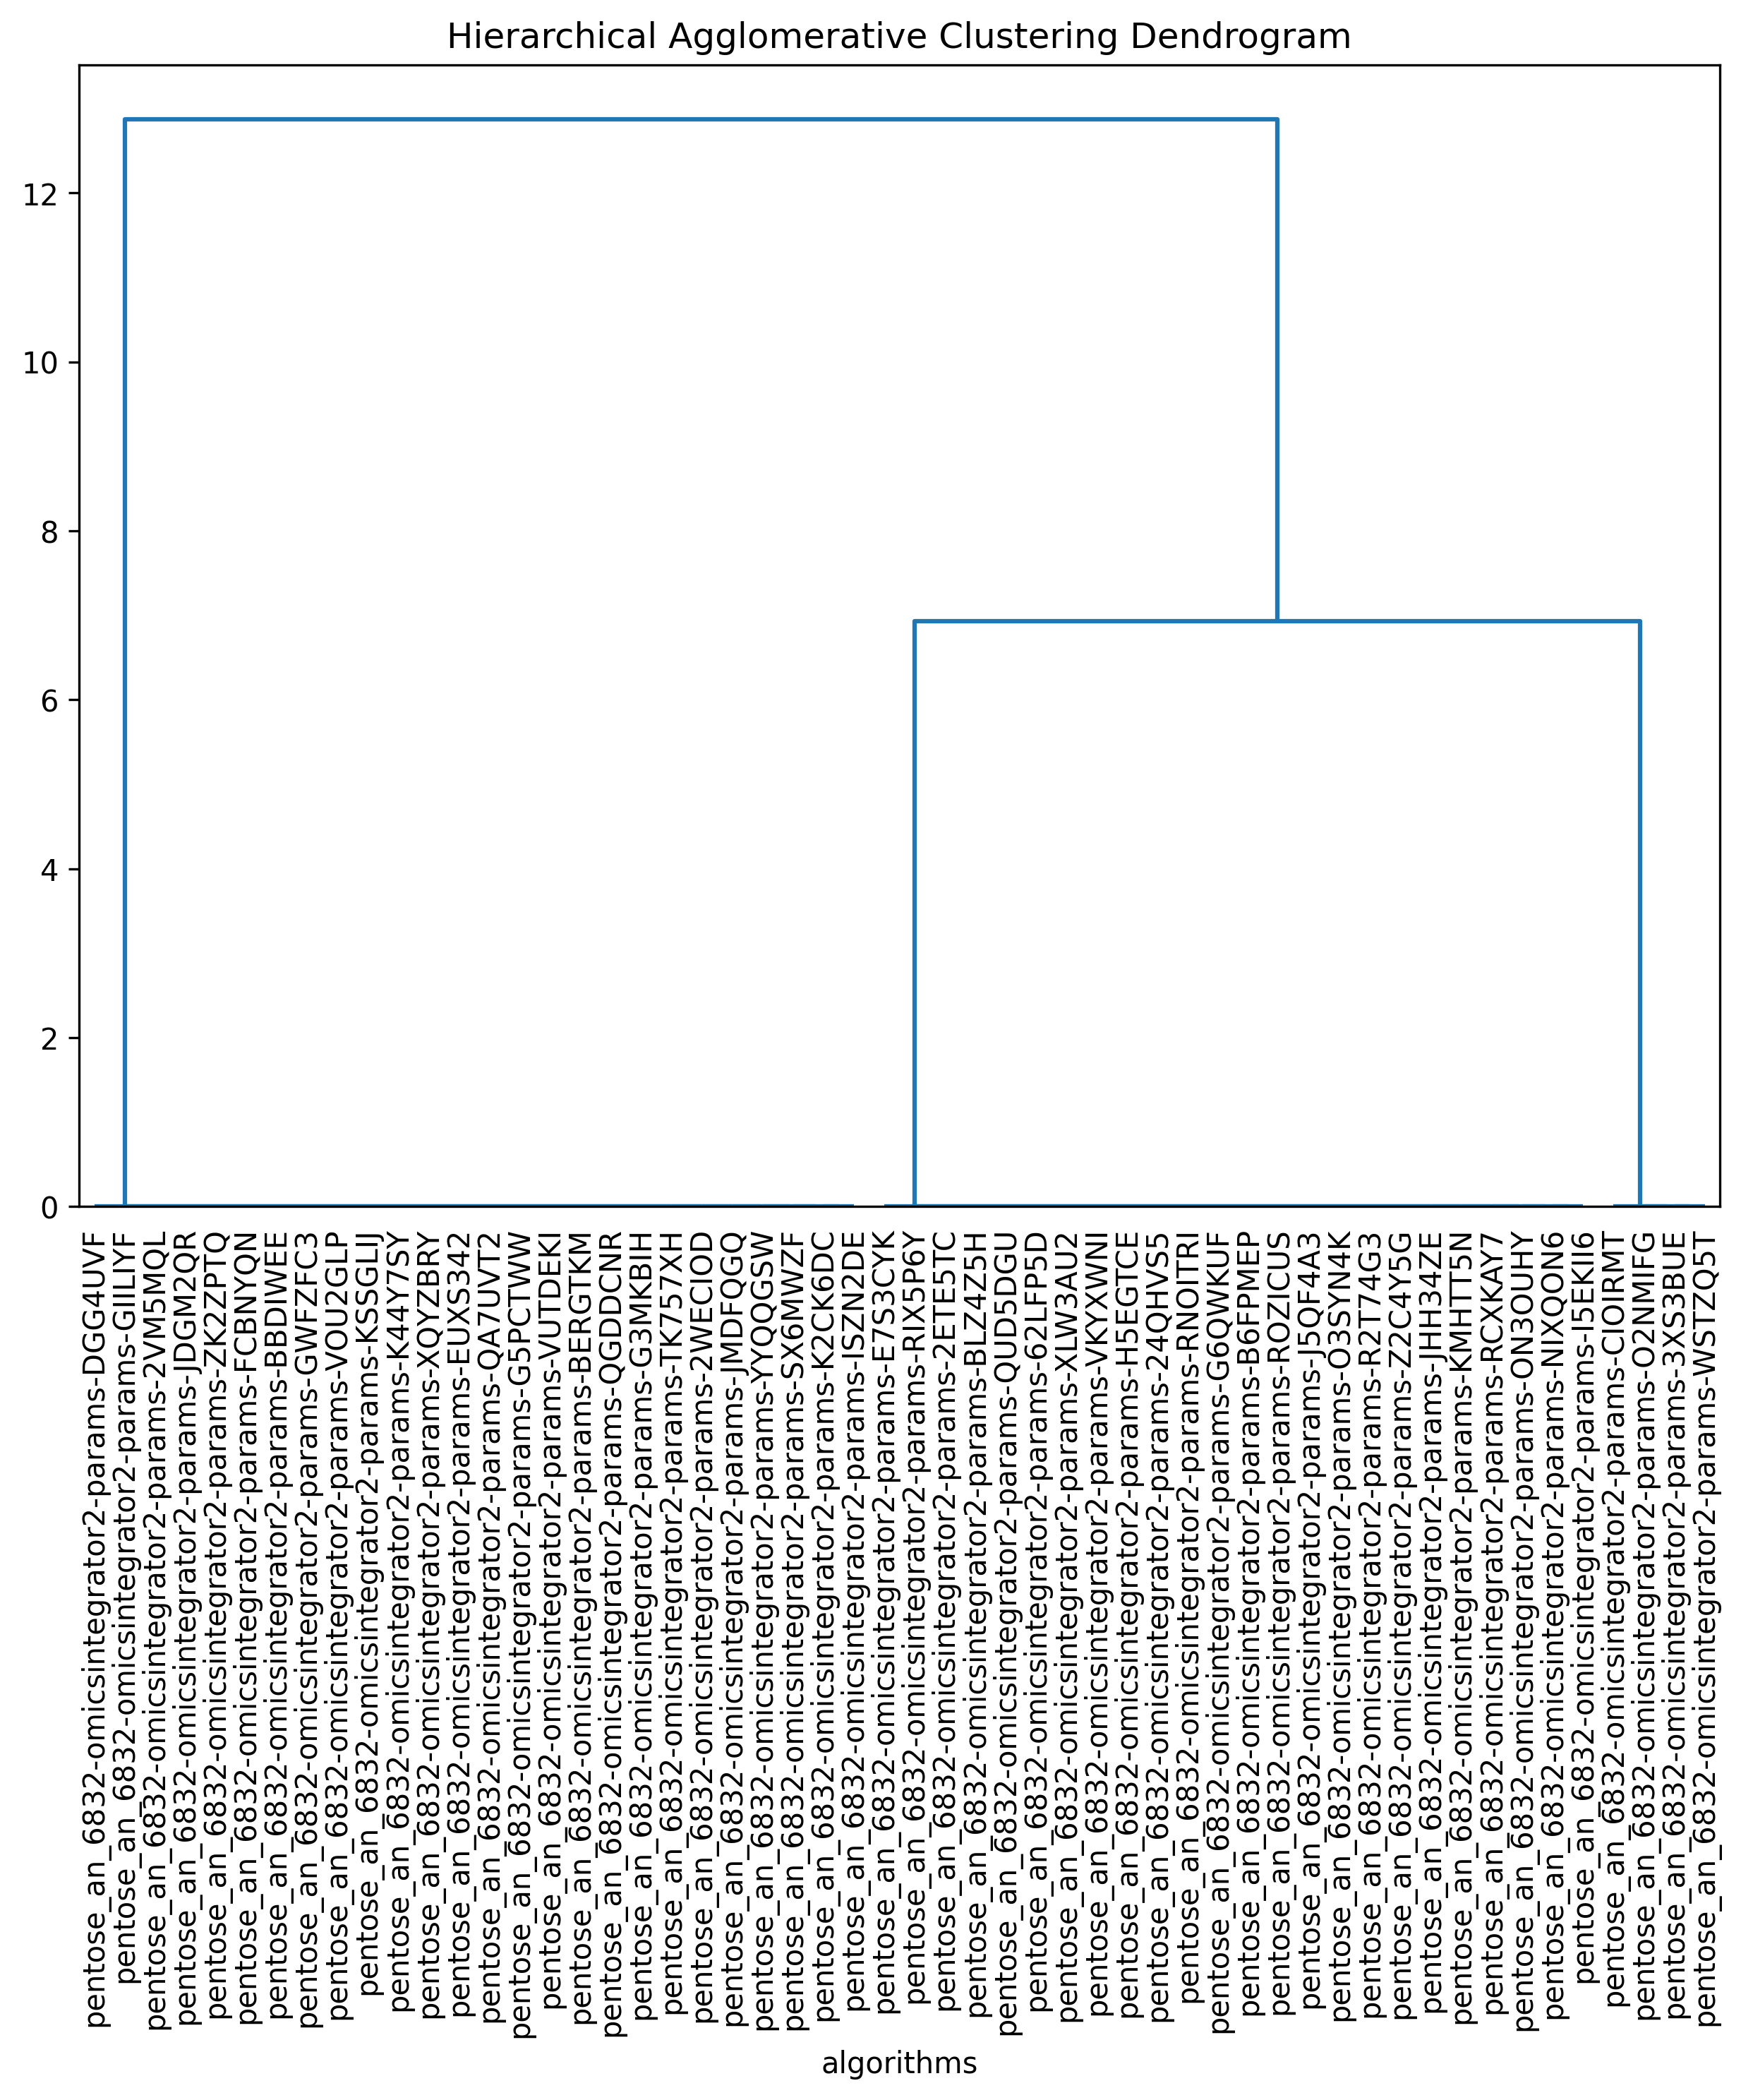 Hierarchical Agglomerative Clustering Dendrogram
12
10
8
6
4
2
0
pentose_an_6832-omicsintegrator2-params-DGG4UVF
pentose_an_6832-omicsintegrator2-params-GIILIYF
pentose_an_6832-omicsintegrator2-params-2VM5MQL
pentose_an_6832-omicsintegrator2-params-JDGM2QR
pentose_an_6832-omicsintegrator2-params-ZK2ZPTQ
pentose_an_6832-omicsintegrator2-params-FCBNYQN
pentose_an_6832-omicsintegrator2-params-BBDIWEE
pentose_an_6832-omicsintegrator2-params-GWFZFC3
pentose_an_6832-omicsintegrator2-params-VOU2GLP
pentose_an_6832-omicsintegrator2-params-KSSGLIJ
pentose_an_6832-omicsintegrator2-params-K44Y7SY
pentose_an_6832-omicsintegrator2-params-XQYZBRY
pentose_an_6832-omicsintegrator2-params-EUXS342
pentose_an_6832-omicsintegrator2-params-QA7UVT2
pentose_an_6832-omicsintegrator2-params-G5PCTWW
pentose_an_6832-omicsintegrator2-params-VUTDEKI
pentose_an_6832-omicsintegrator2-params-BERGTKM
pentose_an_6832-omicsintegrator2-params-QGDDCNR
pentose_an_6832-omicsintegrator2-params-G3MKBIH
pentose_an_6832-omicsintegrator2-params-TK757XH
pentose_an_6832-omicsintegrator2-params-2WECIOD
pentose_an_6832-omicsintegrator2-params-JMDFQGQ
pentose_an_6832-omicsintegrator2-params-YYQQGSW
pentose_an_6832-omicsintegrator2-params-SX6MWZF
pentose_an_6832-omicsintegrator2-params-K2CK6DC
pentose_an_6832-omicsintegrator2-params-ISZN2DE
pentose_an_6832-omicsintegrator2-params-E7S3CYK
pentose_an_6832-omicsintegrator2-params-RIX5P6Y
pentose_an_6832-omicsintegrator2-params-2ETE5TC
pentose_an_6832-omicsintegrator2-params-BLZ4Z5H
pentose_an_6832-omicsintegrator2-params-QUD5DGU
pentose_an_6832-omicsintegrator2-params-62LFP5D
pentose_an_6832-omicsintegrator2-params-XLW3AU2
pentose_an_6832-omicsintegrator2-params-VKYXWNI
pentose_an_6832-omicsintegrator2-params-H5EGTCE
pentose_an_6832-omicsintegrator2-params-24QHVS5
pentose_an_6832-omicsintegrator2-params-RNOUTRI
pentose_an_6832-omicsintegrator2-params-G6QWKUF
pentose_an_6832-omicsintegrator2-params-B6FPMEP
pentose_an_6832-omicsintegrator2-params-ROZICUS
pentose_an_6832-omicsintegrator2-params-J5QF4A3
pentose_an_6832-omicsintegrator2-params-O3SYN4K
pentose_an_6832-omicsintegrator2-params-R2T74G3
pentose_an_6832-omicsintegrator2-params-Z2C4Y5G
pentose_an_6832-omicsintegrator2-params-JHH34ZE
pentose_an_6832-omicsintegrator2-params-KMHTT5N
pentose_an_6832-omicsintegrator2-params-RCXKAY7
pentose_an_6832-omicsintegrator2-params-ON3OUHY
pentose_an_6832-omicsintegrator2-params-NIXQON6
pentose_an_6832-omicsintegrator2-params-I5EKII6
pentose_an_6832-omicsintegrator2-params-CIOIRMT
pentose_an_6832-omicsintegrator2-params-O2NMIFG
pentose_an_6832-omicsintegrator2-params-3XS3BUE
pentose_an_6832-omicsintegrator2-params-WSTZQ5T
algorithms